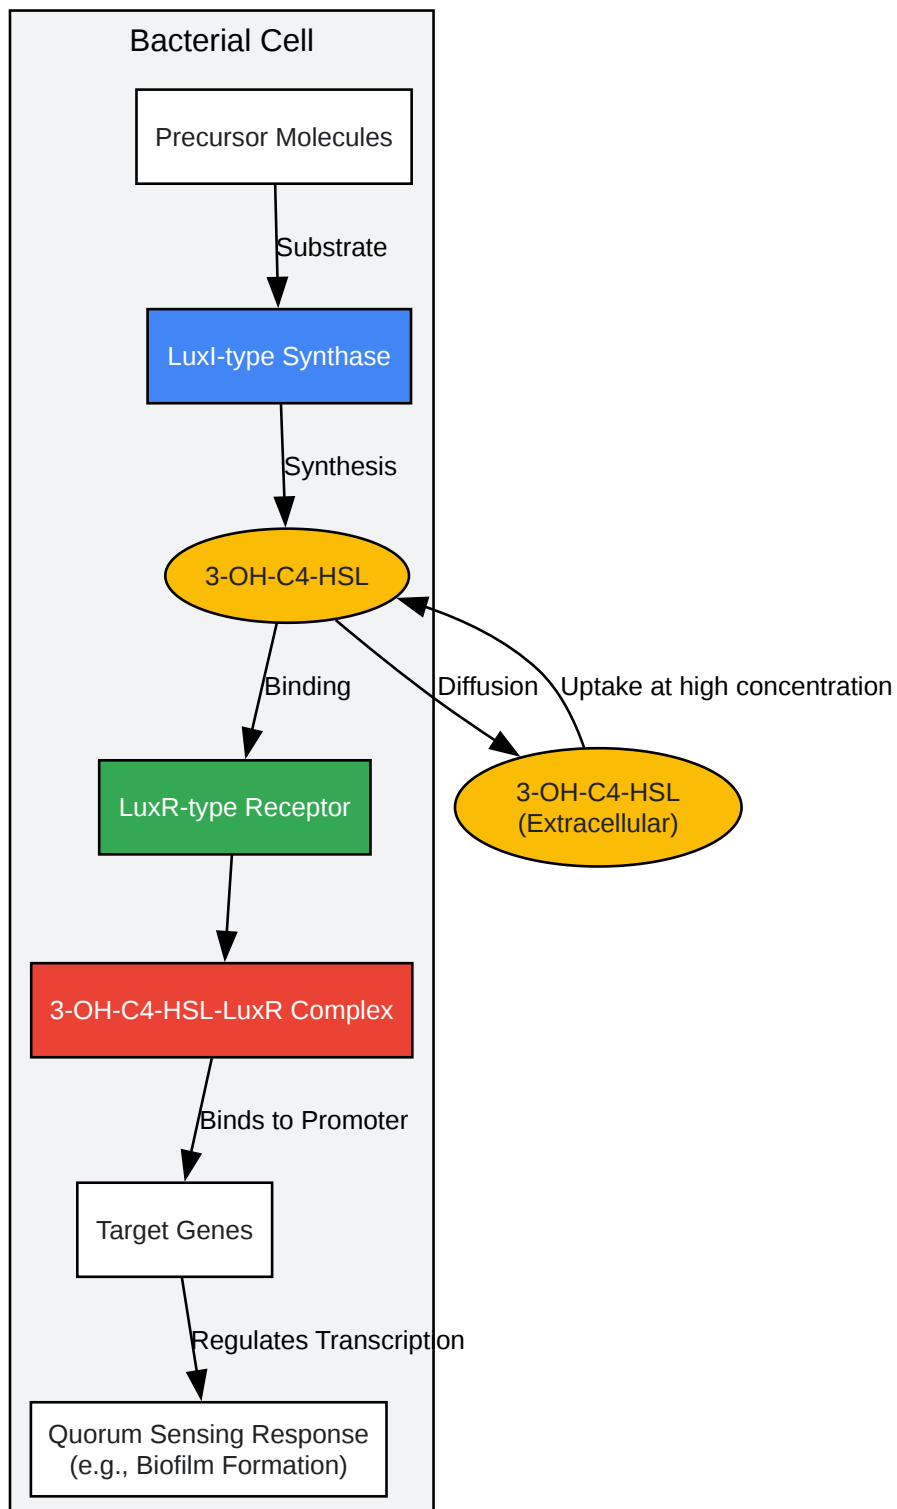 Bacterial Cell
Precursor Molecules
Substrate
LuxI-type Synthase
Synthesis
3-OH-C4-HSL
Binding
Diffusion
Uptake at high concentration
LuxR-type Receptor
3-OH-C4-HSL
(Extracellular)
3-OH-C4-HSL-LuxR Complex
Binds to Promoter
Target Genes
Regulates Transcription
Quorum Sensing Response
(e.g., Biofilm Formation)